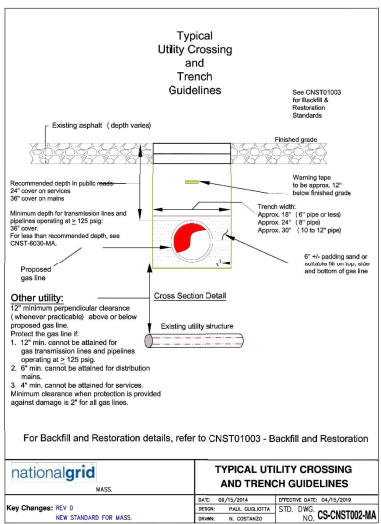 Typical
Utility Crossing
and
Trench
Guidelines
See CNST01003
for Backfill &
Restoration
Standards
Existing asphalt ( depth varies)
Finished grade
Recommended depth in public roads:
24" cover on services
36" cover on mains
Minimum depth for transmission lines and
pipelines operating at > 125 psig:
36" cover.
For less than recommended depth, see
CNST-6030-MA.
Warning tape
to be approx. 12"
below finished grade
Trench width:
Approx. 18" ( 6" pipe or less)
Approx. 24" ( 8" pipe)
Approx. 30" ( 10 to 12" pipe)
6" +/- padding sand or
suitable fill on top, side
and bottom of gas line
Proposed
gas line
Other utility:
12" minimum perpendicular clearance
( whenever practicable) above or below
proposed gas line.
Protect the gas line if:
1. 12" min. cannot be attained for
gas transmission lines and pipelines
operating at > 125 psig.
2. 6" min. cannot be attained for distribution
mains.
3. 4" min. cannot be attained for services.
Minimum clearance when protection is provided
against damage is 2" for all gas lines.
Cross Section Detail
Existing utility structure
For Backfill and Restoration details, refer to CNST01003 - Backfill and Restoration
nationalgrid
MASS.
TYPICAL UTILITY CROSSING
AND TRENCH GUIDELINES
Key Changes: REV 0
NEW STANDARD FOR MASS.
DATE: 09/15/2014
EFFECTIVE DATE: 04/15/2019
DESIGN: PAUL GUGLIOTTA
DRAWN: N. COSTANZO
STD. DWG.
NO. CS-CNST002-MA